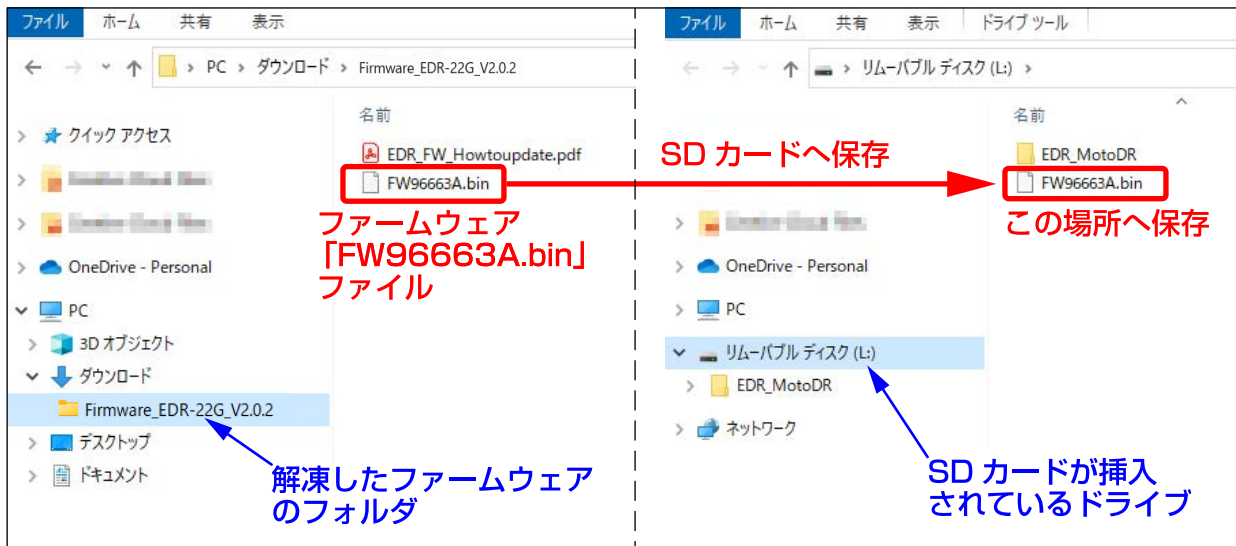 ファイル ホーム 共有 表示
PC › ダウンロード › Firmware_EDR-22G_V2.0.2
名前
クイック アクセス
EDR_FW_Howtoupdate.pdf
FW96663A.bin
ファームウェア
「FW96663A.bin」
ファイル
OneDrive - Personal
PC
3D オブジェクト
ダウンロード
Firmware_EDR-22G_V2.0.2
デスクトップ
ドキュメント
解凍したファームウェア
のフォルダ
SD カードへ保存
ファイル ホーム 共有 表示 ドライブ ツール
リムーバブル ディスク (L:) ›
名前
EDR_MotoDR
FW96663A.bin
この場所へ保存
OneDrive - Personal
PC
リムーバブル ディスク (L:)
EDR_MotoDR
ネットワーク
SD カードが挿入
されているドライブ